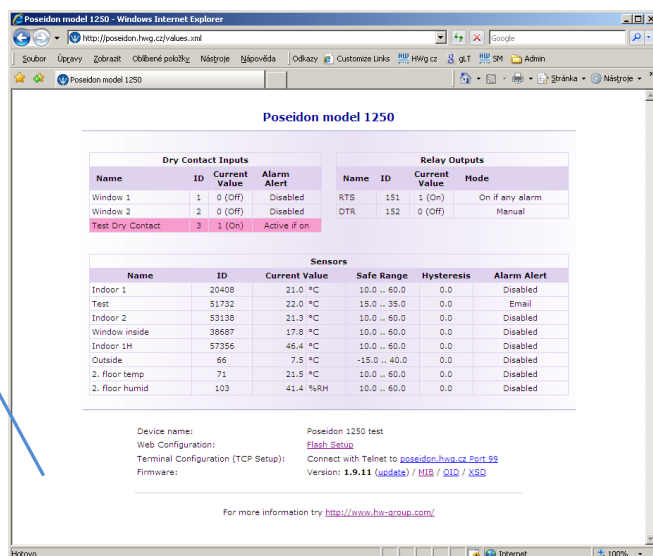 Poseidon model 1250 - Windows Internet Explorer
http://poseidon.hwg.cz/values.xml
Google
Soubor Úpravy Zobrazit Oblíbené položky Nástroje Nápověda Odkazy Customize Links HWg cz gLT SM Admin
Poseidon model 1250 Stránka Nástroje
Poseidon model 1250
Dry Contact Inputs
Name ID Current Value Alarm Alert
Window 1 1 0 (Off) Disabled
Window 2 2 0 (Off) Disabled
Test Dry Contact 3 1 (On) Active if on
Relay Outputs
Name ID Current Value Mode
RTS 151 1 (On) On if any alarm
DTR 152 0 (Off) Manual
Sensors
Name ID Current Value Safe Range Hysteresis Alarm Alert
Indoor 1 20408 21.0 °C 10.0 .. 60.0 0.0 Disabled
Test 51732 22.0 °C 15.0 .. 35.0 0.0 Email
Indoor 2 53138 21.3 °C 10.0 .. 60.0 0.0 Disabled
Window inside 38687 17.8 °C 10.0 .. 60.0 0.0 Disabled
Indoor 1H 57356 46.4 °C 10.0 .. 60.0 0.0 Disabled
Outside 66 7.5 °C -15.0 .. 40.0 0.0 Disabled
2. floor temp 71 21.5 °C 10.0 .. 60.0 0.0 Disabled
2. floor humid 103 41.4 %RH 10.0 .. 60.0 0.0 Disabled
Device name: Poseidon 1250 test
Web Configuration: Flash Setup
Terminal Configuration (TCP Setup): Connect with Telnet to poseidon.hwg.cz Port 99
Firmware: Version: 1.9.11 (update) / MIB / OID / XSD
For more information try http://www.hw-group.com/
Hotovo Internet 100%